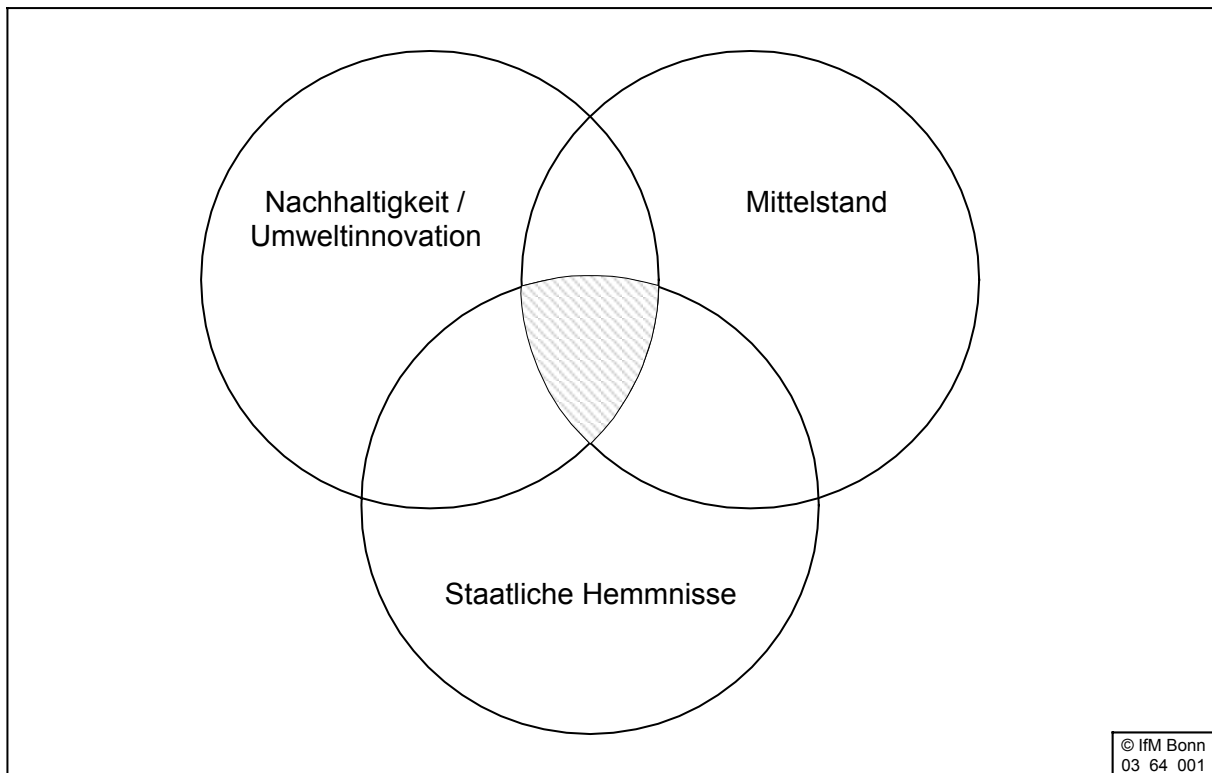 Nachhaltigkeit /
Umweltinnovation
Mittelstand
Staatliche Hemmnisse
© IfM Bonn
03 64 001